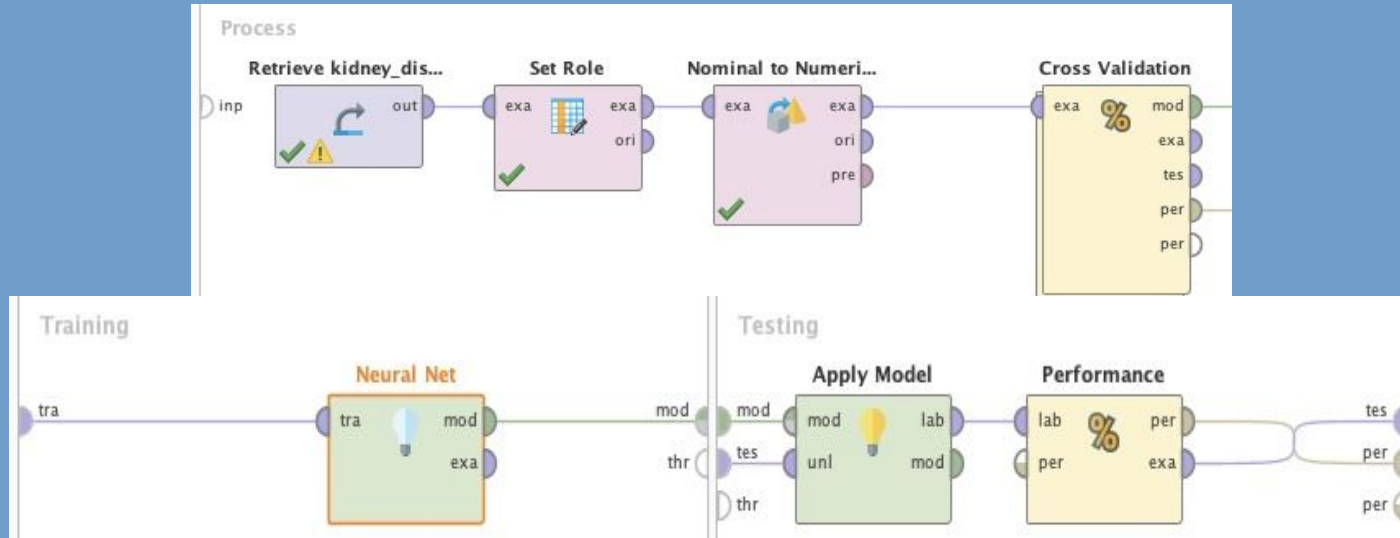 Process
Retrieve kidney_dis... Set Role Nominal to Numeri... Cross Validation
inp out exa exa exa exa exa mod
ori ori exa
pre tes
per
per
Training Testing
Neural Net Apply Model Performance
tra tra mod mod mod mod lab lab per tes
exa thr tes unl mod per exa per
thr per